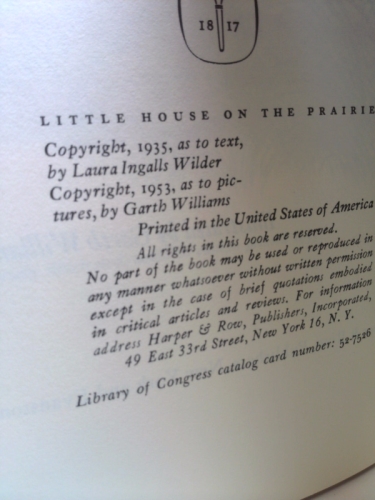 18 17
LITTLE HOUSE ON THE PRAIRIE
Copyright, 1935, as to text,
by Laura Ingalls Wilder
Copyright, 1953, as to pic-
tures, by Garth Williams
Printed in the United States of America
All rights in this book are reserved.
No part of the book may be used or reproduced in
any manner whatsoever without written permission
except in the case of brief quotations embodied
in critical articles and reviews. For information
address Harper & Row, Publishers, Incorporated,
49 East 33rd Street, New York 16, N. Y.
Library of Congress catalog card number: 52-7526